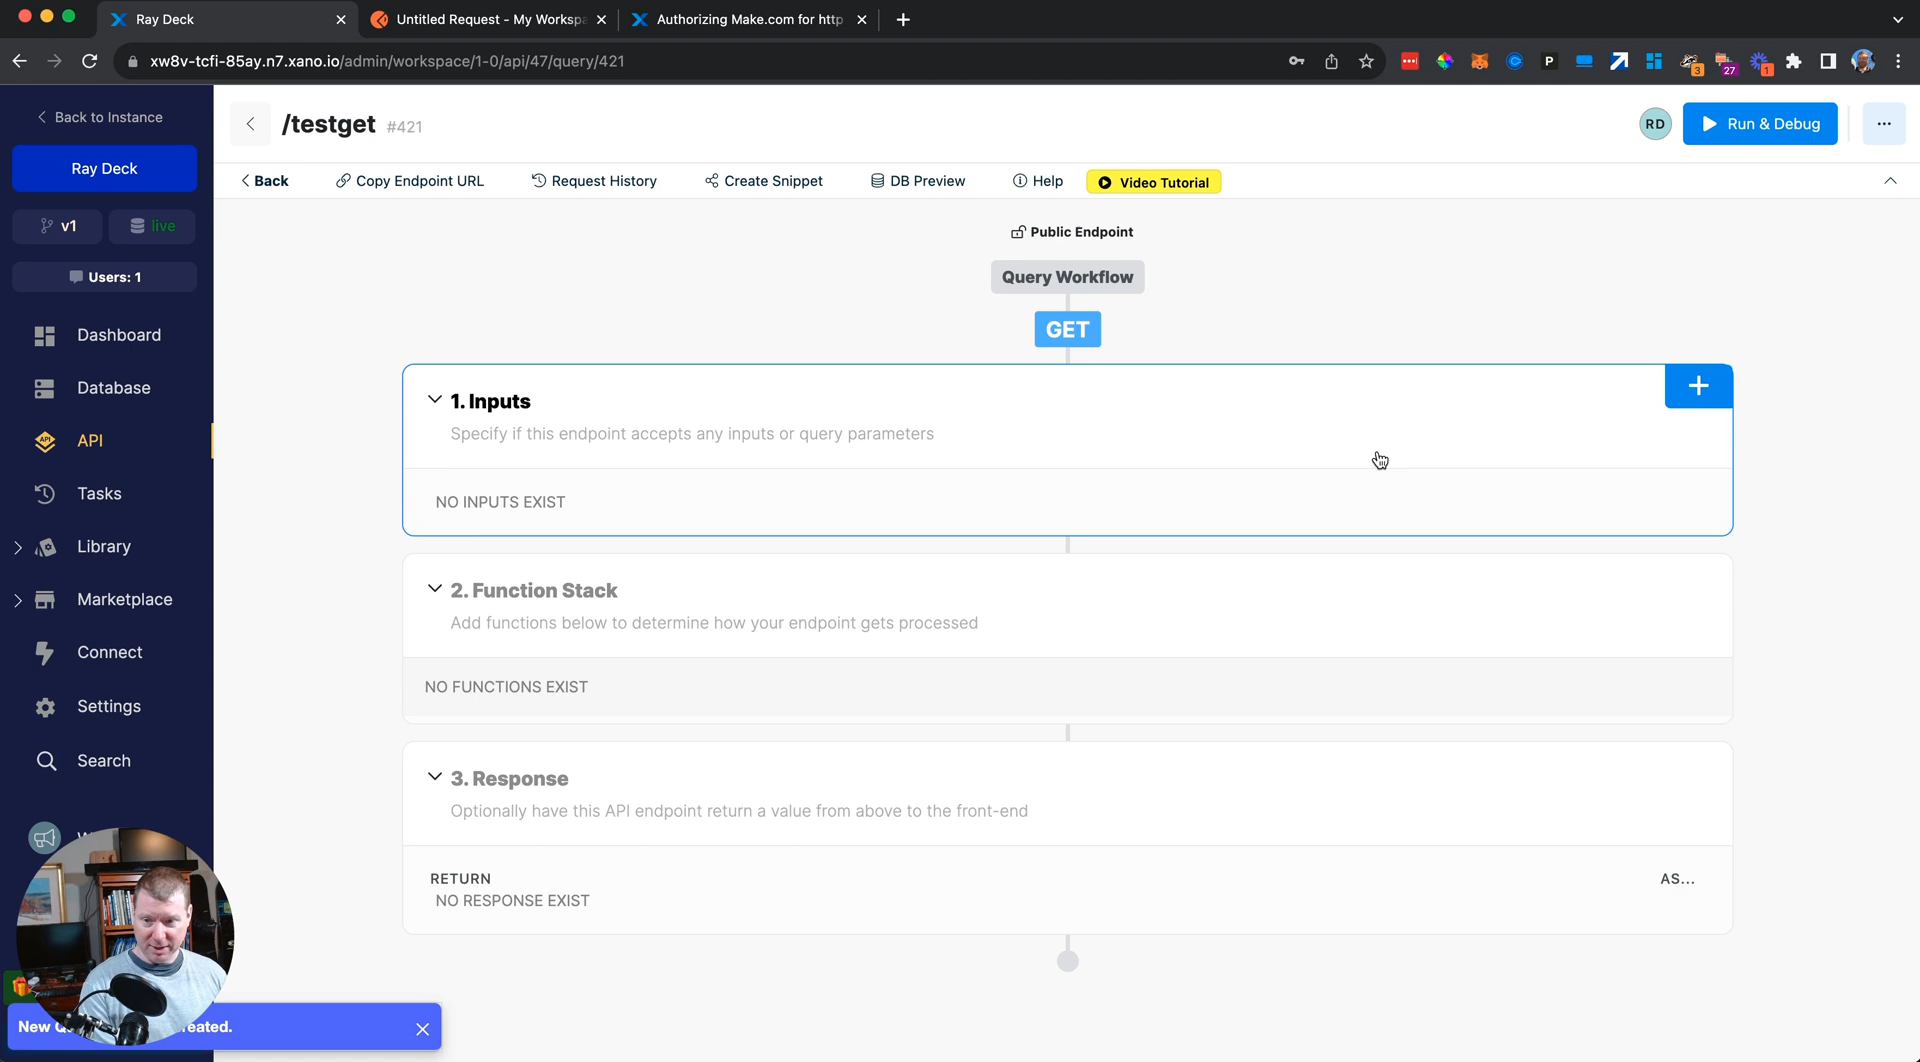 Ray Deck
Untitled Request - My Workspa
Authorizing Make.com for http
xw8v-tcfi-85ay.n7.xano.io/admin/workspace/1-0/api/47/query/421
P
3
27
1
Back to Instance
/testget #421
RD
Run & Debug
Ray Deck
Back
Copy Endpoint URL
Request History
Create Snippet
DB Preview
Help
Video Tutorial
v1
live
Users: 1
Public Endpoint
Query Workflow
GET
Dashboard
Database
API
API
Tasks
Library
Marketplace
Connect
Settings
Search
1. Inputs
Specify if this endpoint accepts any inputs or query parameters
NO INPUTS EXIST
2. Function Stack
Add functions below to determine how your endpoint gets processed
NO FUNCTIONS EXIST
3. Response
Optionally have this API endpoint return a value from above to the front-end
RETURN
AS...
NO RESPONSE EXIST
New Q
reated.